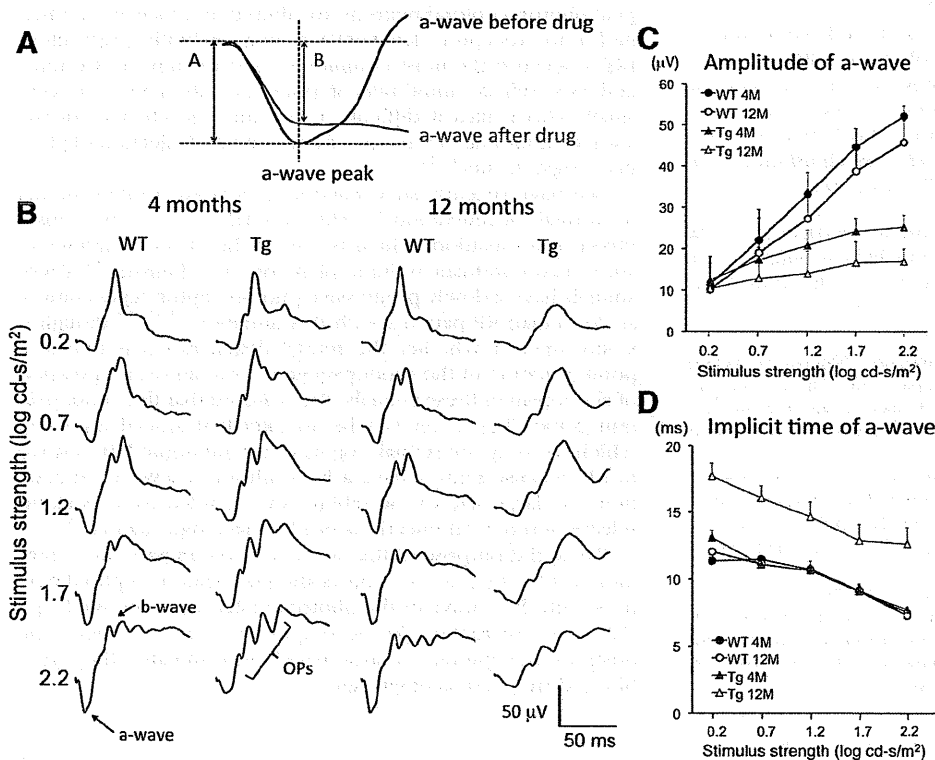 A
a-wave before drug
A
B
a-wave after drug
a-wave peak
B
4 months
12 months
WT
Tg
WT
Tg
Stimulus strength (log cd-s/m²)
0.2
0.7
1.2
1.7
2.2
b-wave
OPs
a-wave
50 μV
50 ms
C
Amplitude of a-wave
(μV)
60
50
40
30
20
10
0
WT 4M
WT 12M
Tg 4M
Tg 12M
0.2 0.7 1.2 1.7 2.2
Stimulus strength (log cd-s/m²)
D
Implicit time of a-wave
(ms)
20
15
10
5
0
WT 4M
WT 12M
Tg 4M
Tg 12M
0.2 0.7 1.2 1.7 2.2
Stimulus strength (log cd-s/m²)